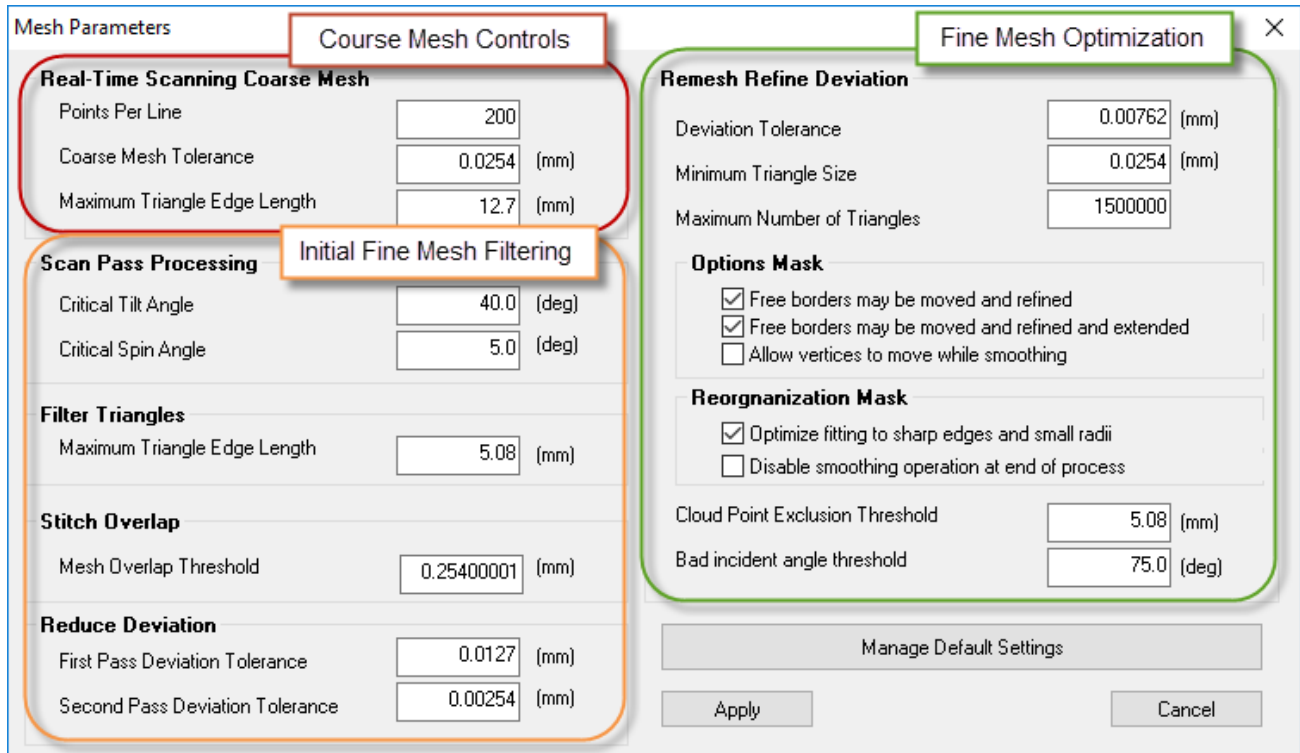 Mesh Parameters
Course Mesh Controls
Real-Time Scanning Coarse Mesh
Points Per Line 200
Coarse Mesh Tolerance 0.0254 (mm)
Maximum Triangle Edge Length 12.7 (mm)
Initial Fine Mesh Filtering
Scan Pass Processing
Critical Tilt Angle 40.0 (deg)
Critical Spin Angle 5.0 (deg)
Filter Triangles
Maximum Triangle Edge Length 5.08 (mm)
Stitch Overlap
Mesh Overlap Threshold 0.25400001 (mm)
Reduce Deviation
First Pass Deviation Tolerance 0.0127 (mm)
Second Pass Deviation Tolerance 0.00254 (mm)
Fine Mesh Optimization
Remesh Refine Deviation
Deviation Tolerance 0.00762 (mm)
Minimum Triangle Size 0.0254 (mm)
Maximum Number of Triangles 1500000
Options Mask
Free borders may be moved and refined
Free borders may be moved and refined and extended
Allow vertices to move while smoothing
Reorgnanization Mask
Optimize fitting to sharp edges and small radii
Disable smoothing operation at end of process
Cloud Point Exclusion Threshold 5.08 (mm)
Bad incident angle threshold 75.0 (deg)
Manage Default Settings
Apply
Cancel